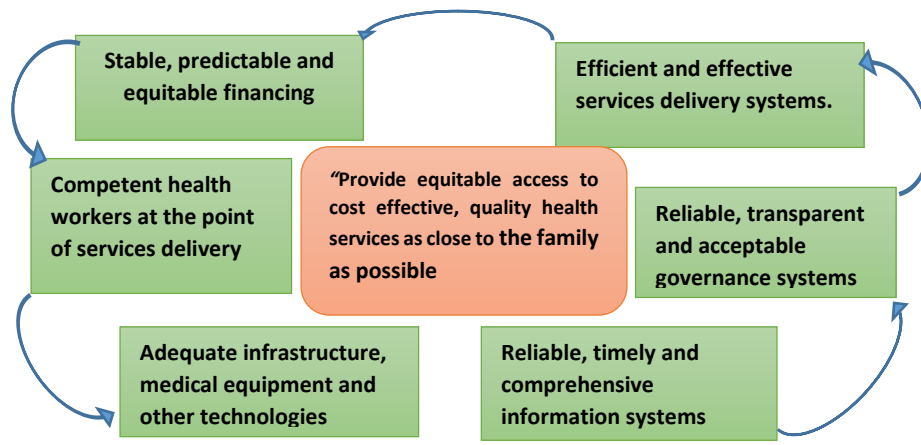 Stable, predictable and
equitable financing
Efficient and effective
services delivery systems.
Competent health
workers at the point
of services delivery
“Provide equitable access to
cost effective, quality health
services as close to the family
as possible
Reliable, transparent
and acceptable
governance systems
Adequate infrastructure,
medical equipment and
other technologies
Reliable, timely and
comprehensive
information systems